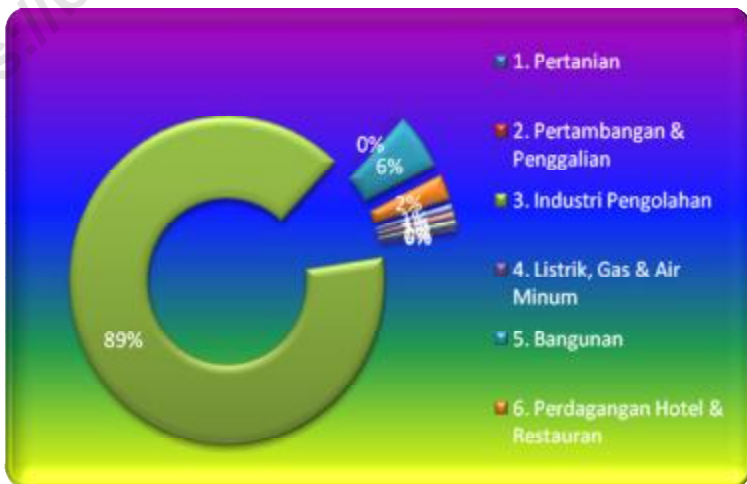 1. Pertanian
2. Pertambangan &
Penggalian
3. Industri Pengolahan
4. Listrik, Gas & Air
Minum
5. Bangunan
6. Perdagangan Hotel &
Restauran
0%
6%
2%
89%